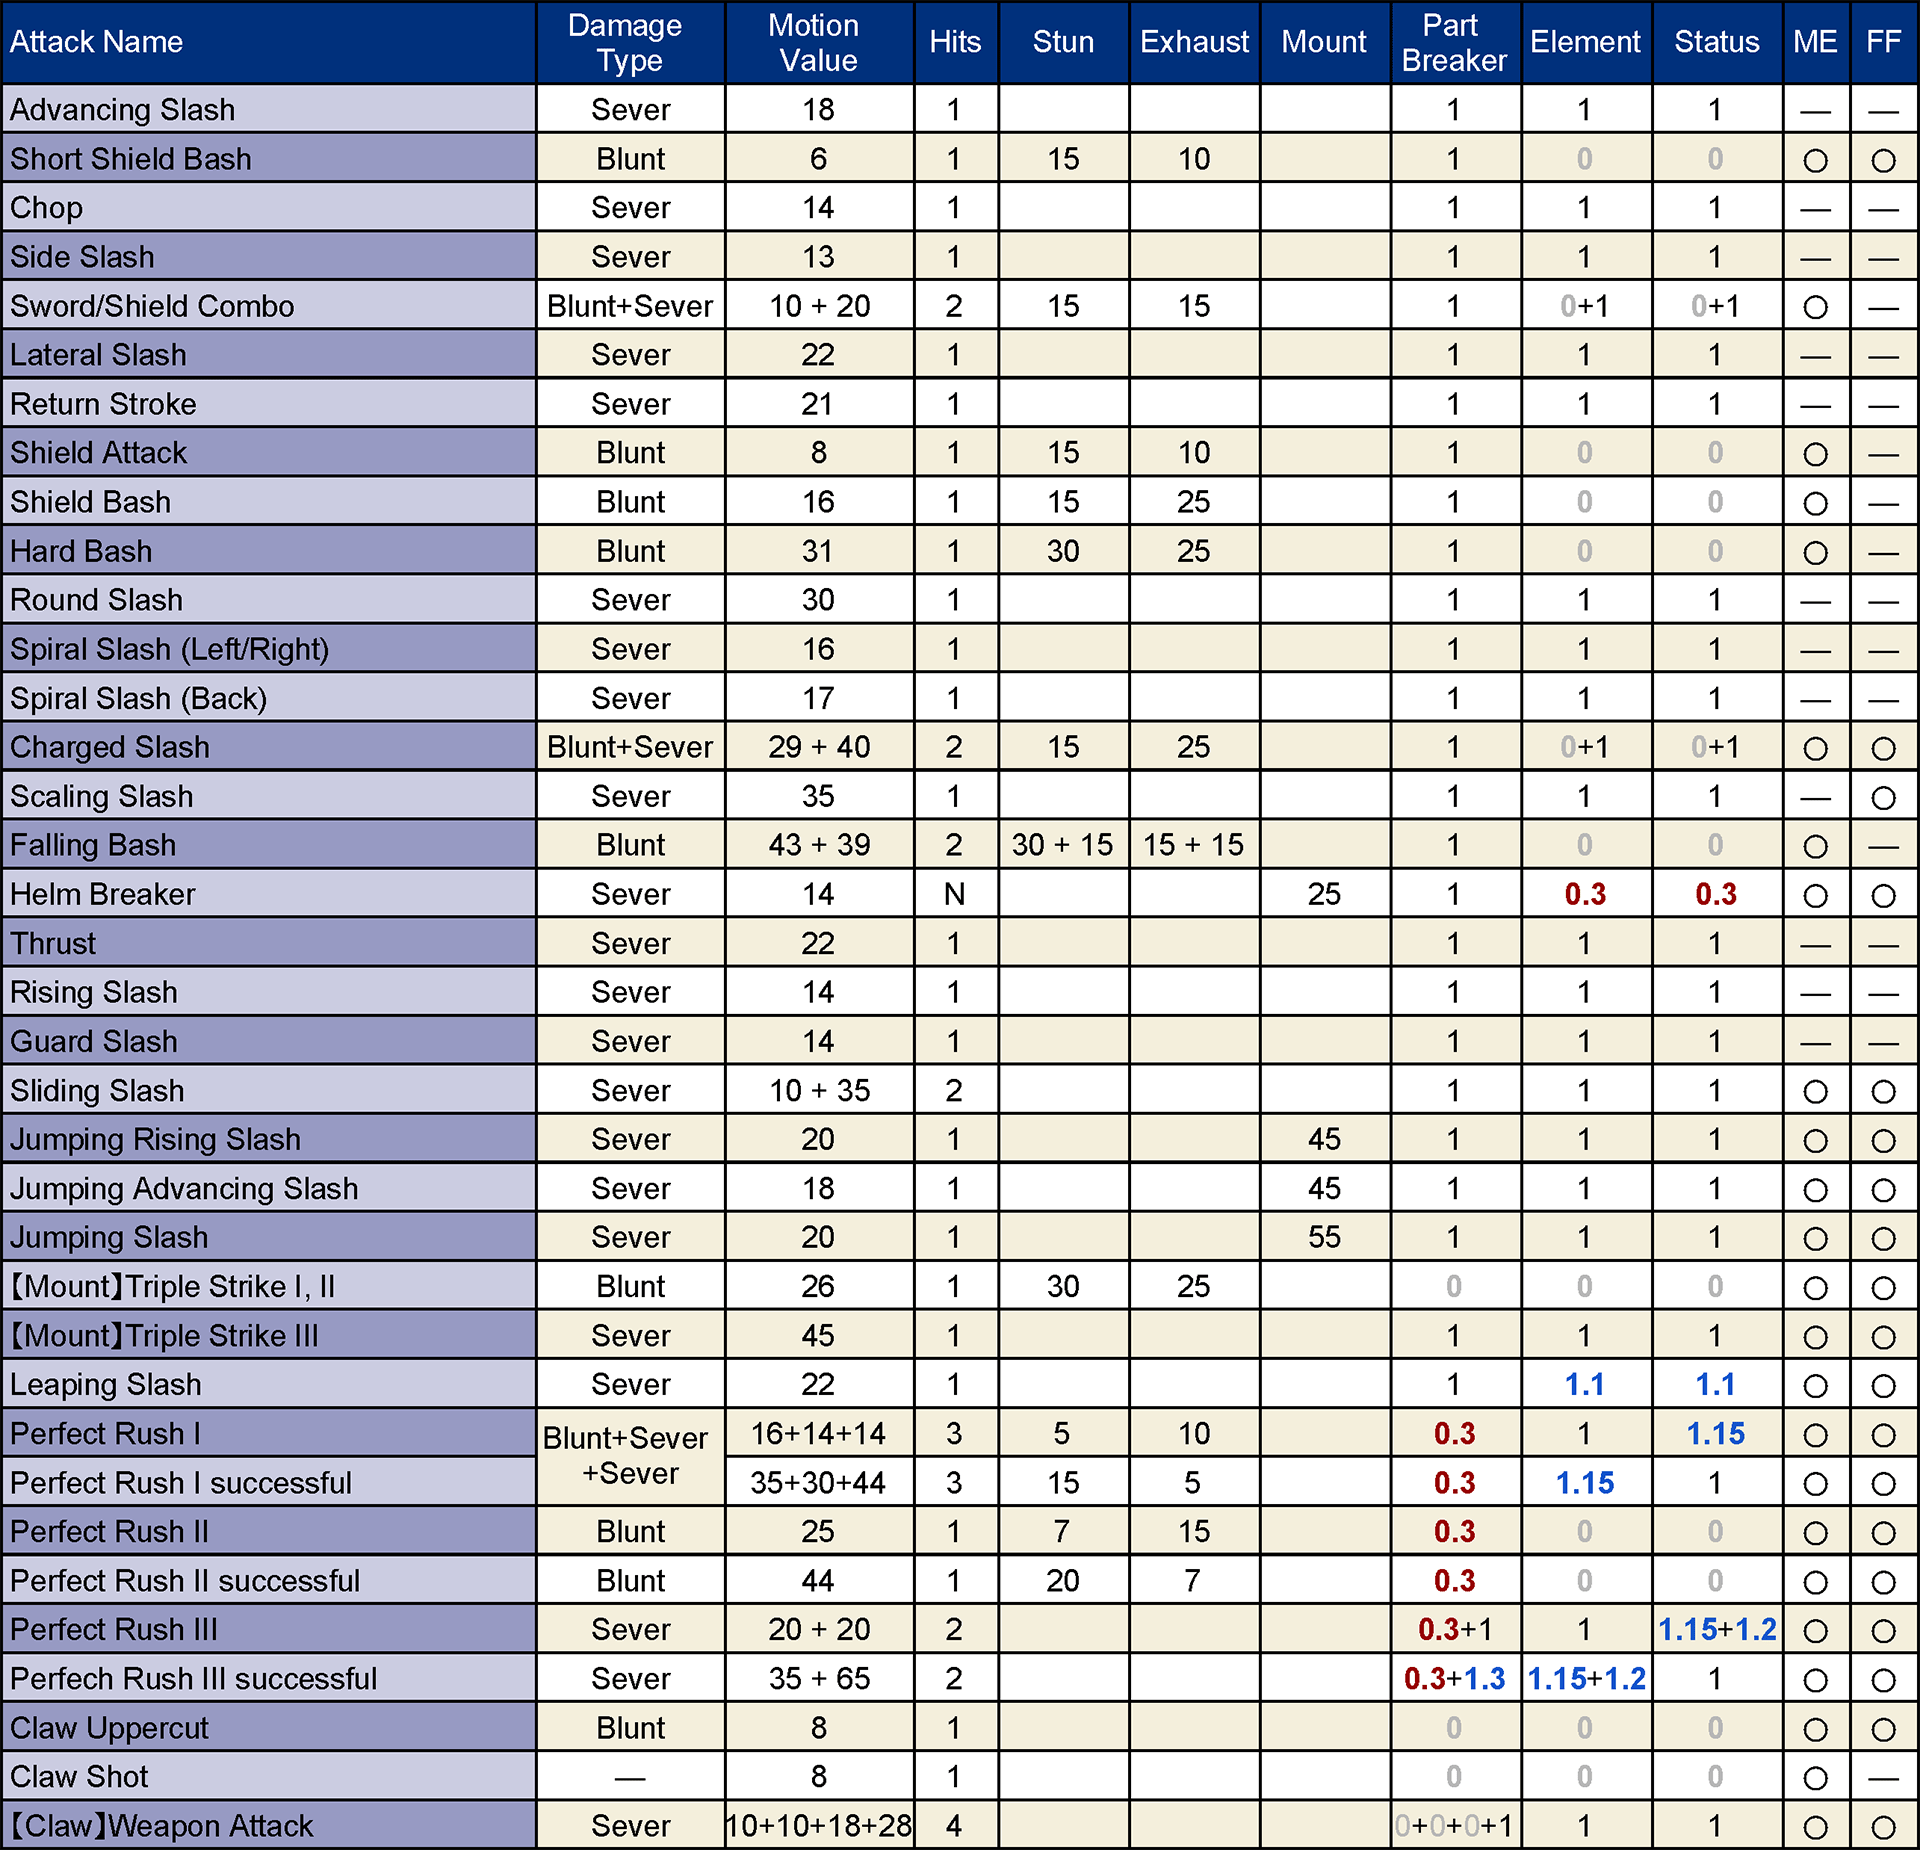 Attack Name Damage Type Motion Value Hits Stun Exhaust Mount Part Breaker Element Status ME FF
Advancing Slash Sever 18 1 1 1 1 — —
Short Shield Bash Blunt 6 1 15 10 1 0 0 ○ ○
Chop Sever 14 1 1 1 1 — —
Side Slash Sever 13 1 1 1 1 — —
Sword/Shield Combo Blunt+Sever 10 + 20 2 15 15 1 0+1 0+1 ○ —
Lateral Slash Sever 22 1 1 1 1 — —
Return Stroke Sever 21 1 1 1 1 — —
Shield Attack Blunt 8 1 15 10 1 0 0 ○ —
Shield Bash Blunt 16 1 15 25 1 0 0 ○ —
Hard Bash Blunt 31 1 30 25 1 0 0 ○ —
Round Slash Sever 30 1 1 1 1 — —
Spiral Slash (Left/Right) Sever 16 1 1 1 1 — —
Spiral Slash (Back) Sever 17 1 1 1 1 — —
Charged Slash Blunt+Sever 29 + 40 2 15 25 1 0+1 0+1 ○ ○
Scaling Slash Sever 35 1 1 1 1 — ○
Falling Bash Blunt 43 + 39 2 30 + 15 15 + 15 1 0 0 ○ —
Helm Breaker Sever 14 N 25 1 0.3 0.3 ○ ○
Thrust Sever 22 1 1 1 1 — —
Rising Slash Sever 14 1 1 1 1 — —
Guard Slash Sever 14 1 1 1 1 — —
Sliding Slash Sever 10 + 35 2 1 1 1 ○ ○
Jumping Rising Slash Sever 20 1 45 1 1 1 ○ ○
Jumping Advancing Slash Sever 18 1 45 1 1 1 ○ ○
Jumping Slash Sever 20 1 55 1 1 1 ○ ○
【Mount】Triple Strike I, II Blunt 26 1 30 25 0 0 0 ○ ○
【Mount】Triple Strike III Sever 45 1 1 1 1 ○ ○
Leaping Slash Sever 22 1 1 1.1 1.1 ○ ○
Perfect Rush I Blunt+Sever +Sever 16+14+14 3 5 10 0.3 1 1.15 ○ ○
Perfect Rush I successful 35+30+44 3 15 5 0.3 1.15 1 ○ ○
Perfect Rush II Blunt 25 1 7 15 0.3 0 0 ○ ○
Perfect Rush II successful Blunt 44 1 20 7 0.3 0 0 ○ ○
Perfect Rush III Sever 20 + 20 2 0.3+1 1 1.15+1.2 ○ ○
Perfech Rush III successful Sever 35 + 65 2 0.3+1.3 1.15+1.2 1 ○ ○
Claw Uppercut Blunt 8 1 0 0 0 ○ ○
Claw Shot — 8 1 0 0 0 ○ —
【Claw】Weapon Attack Sever 10+10+18+28 4 0+0+0+1 1 1 ○ ○